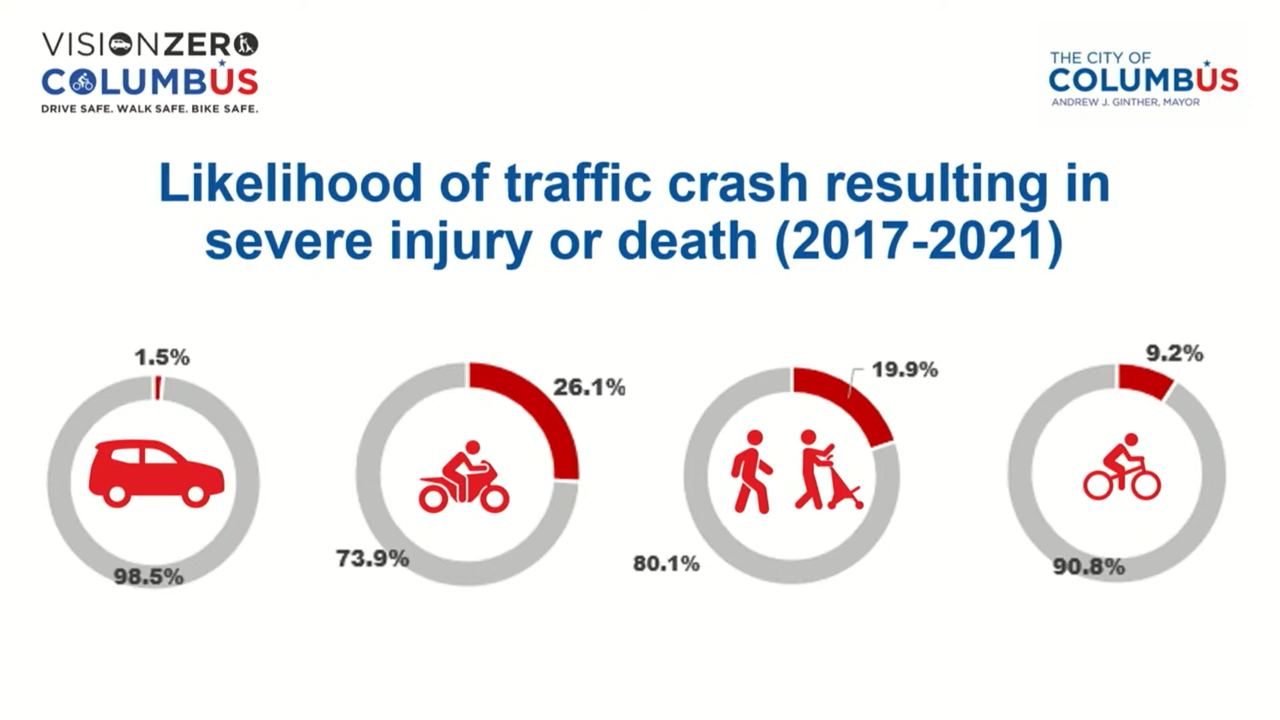 VISIONZERO
COLUMBUS
DRIVE SAFE. WALK SAFE. BIKE SAFE.
THE CITY OF
COLUMBUS
ANDREW J. GINTHER, MAYOR
Likelihood of traffic crash resulting in
severe injury or death (2017-2021)
1.5%
98.5%
26.1%
73.9%
19.9%
80.1%
9.2%
90.8%